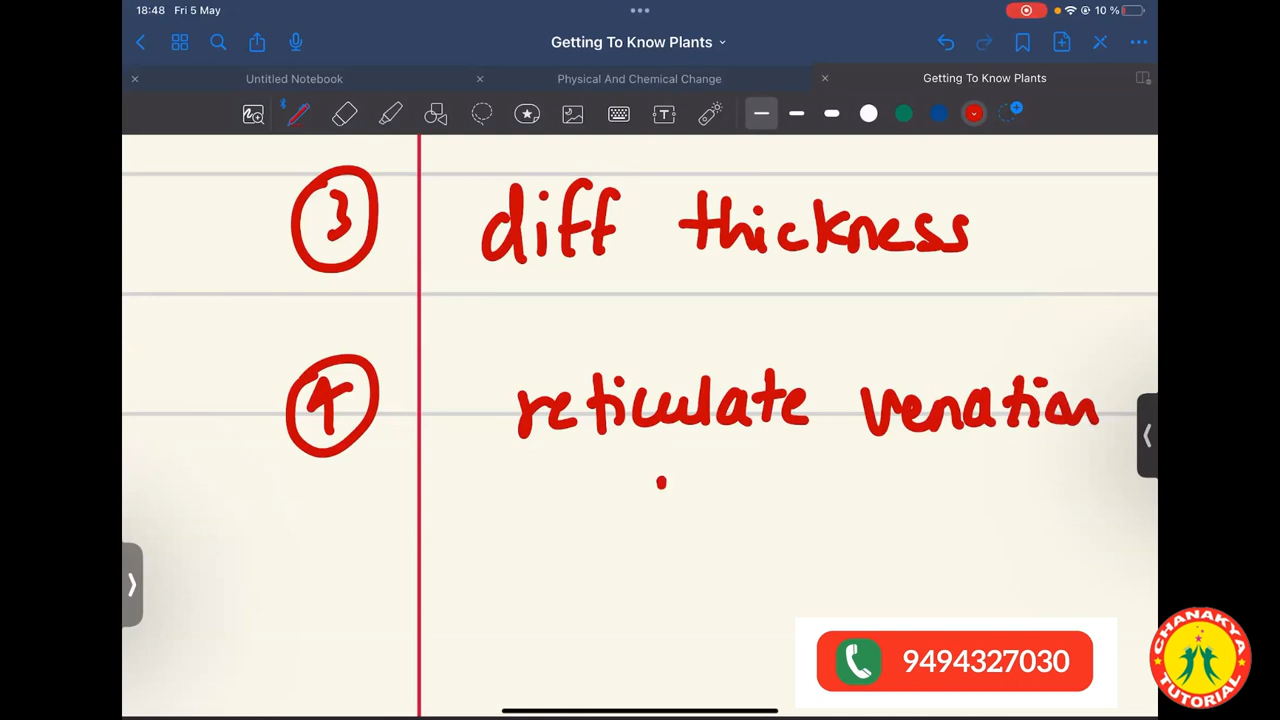 18:48 Fri 5 May 10 %
Getting To Know Plants
Untitled Notebook Physical And Chemical Change Getting To Know Plants
3 diff thickness
4 reticulate venation
9494327030
CHANAKYA
TUTORIAL